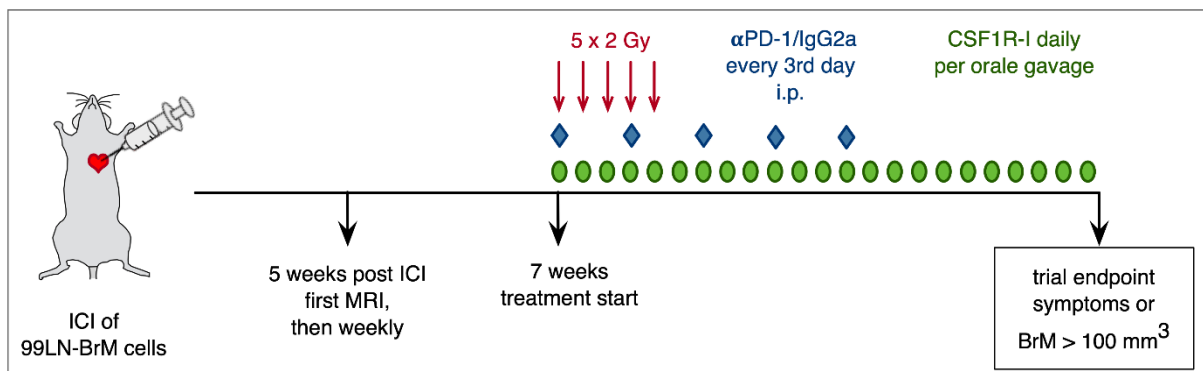 5 x 2 Gy
αPD-1/IgG2a
every 3rd day
i.p.
CSF1R-I daily
per orale gavage
ICI of
99LN-BrM cells
5 weeks post ICI
first MRI,
then weekly
7 weeks
treatment start
trial endpoint
symptoms or
BrM > 100 mm³